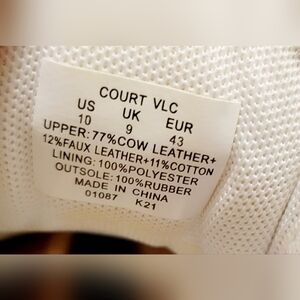 COURT VLC
US UK EUR
10 9 43
UPPER: 77%COW LEATHER+
12%FAUX LEATHER+11%COTTON
LINING: 100%POLYESTER
OUTSOLE: 100%RUBBER
MADE IN CHINA
01087 K21